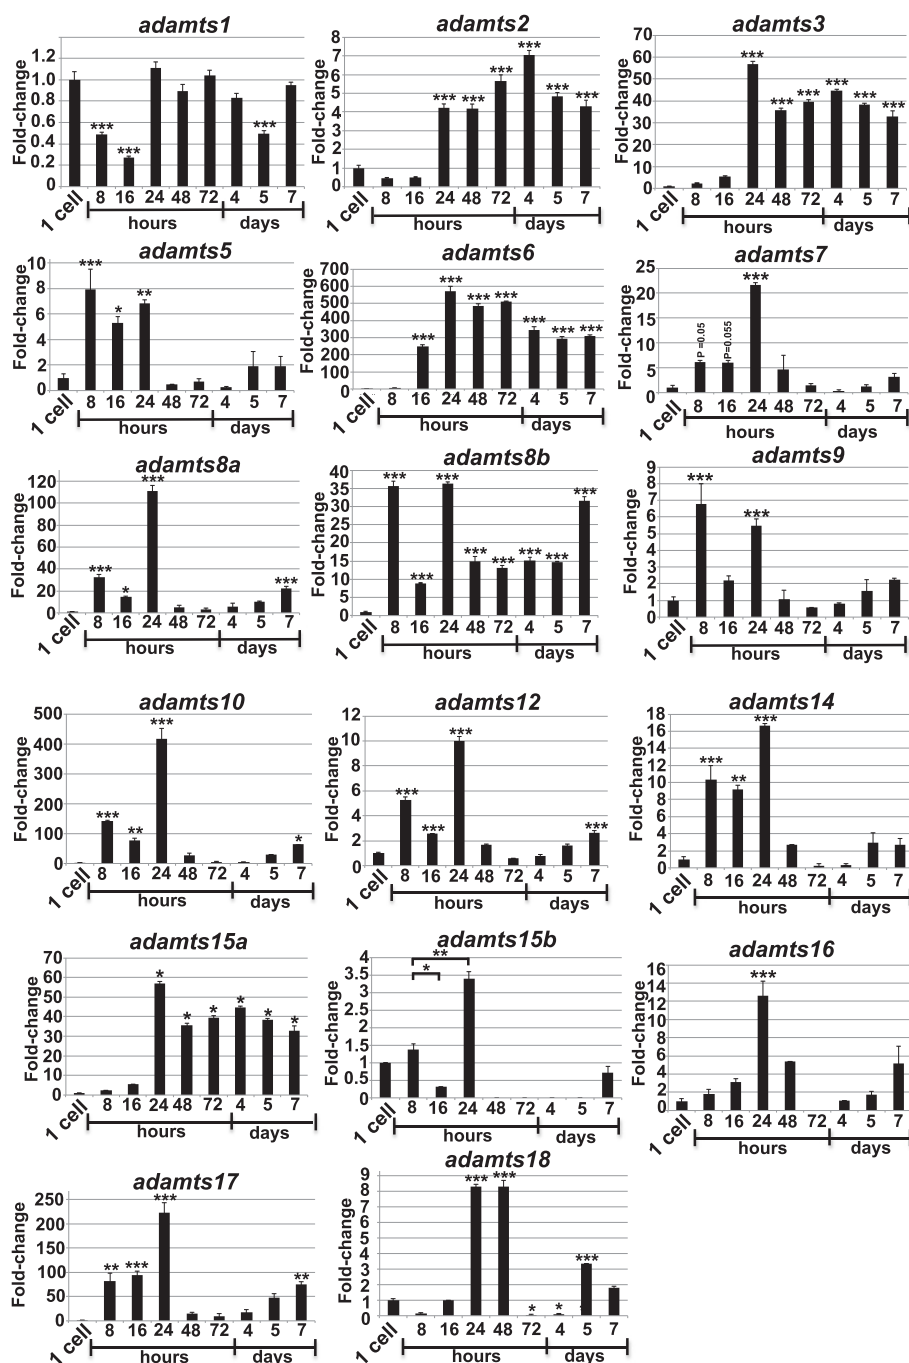 adamts1
Fold-change
1.2
1.0
0.8
0.6
0.4
0.2
0
*** *** ***
1 cell 8 16 24 48 72 4 5 7
hours days
adamts2
Fold-change
8
7
6
5
4
3
2
1
0
*** *** *** *** *** ***
1 cell 8 16 24 48 72 4 5 7
hours days
adamts3
Fold-change
70
60
50
40
30
20
10
0
*** *** *** *** *** ***
1 cell 8 16 24 48 72 4 5 7
hours days
adamts5
Fold-change
10
8
6
4
2
0
*** * **
1 cell 8 16 24 48 72 4 5 7
hours days
adamts6
Fold-change
700
600
500
400
300
200
100
0
*** *** *** *** *** *** ***
1 cell 8 16 24 48 72 4 5 7
hours days
adamts7
Fold-change
25
20
15
10
5
0
P =0.05 P=0.055 ***
1 cell 8 16 24 48 72 4 5 7
hours days
adamts8a
Fold-change
120
100
80
60
40
20
0
*** * *** ***
1 cell 8 16 24 48 72 4 5 7
hours days
adamts8b
Fold-change
40
35
30
25
20
15
10
5
0
*** *** *** *** *** *** *** ***
1 cell 8 16 24 48 72 4 5 7
hours days
adamts9
Fold-change
9
8
7
6
5
4
3
2
1
0
*** ***
1 cell 8 16 24 48 72 4 5 7
hours days
adamts10
Fold-change
500
400
300
200
100
0
*** ** *** *
1 cell 8 16 24 48 72 4 5 7
hours days
adamts12
Fold-change
12
10
8
6
4
2
0
*** *** *** ***
1 cell 8 16 24 48 72 4 5 7
hours days
adamts14
Fold-change
18
16
14
12
10
8
6
4
2
0
*** ** ***
1 cell 8 16 24 48 72 4 5 7
hours days
adamts15a
Fold-change
70
60
50
40
30
20
10
0
* * * * * *
1 cell 8 16 24 48 72 4 5 7
hours days
adamts15b
Fold-change
4
3.5
3
2.5
2
1.5
1
0.5
0
* **
1 cell 8 16 24 48 72 4 5 7
hours days
adamts16
Fold-change
16
14
12
10
8
6
4
2
0
***
1 cell 8 16 24 48 72 4 5 7
hours days
adamts17
Fold-change
250
200
150
100
50
0
** *** *** **
1 cell 8 16 24 48 72 4 5 7
hours days
adamts18
Fold-change
9
8
7
6
5
4
3
2
1
0
*** *** * * ***
1 cell 8 16 24 48 72 4 5 7
hours days